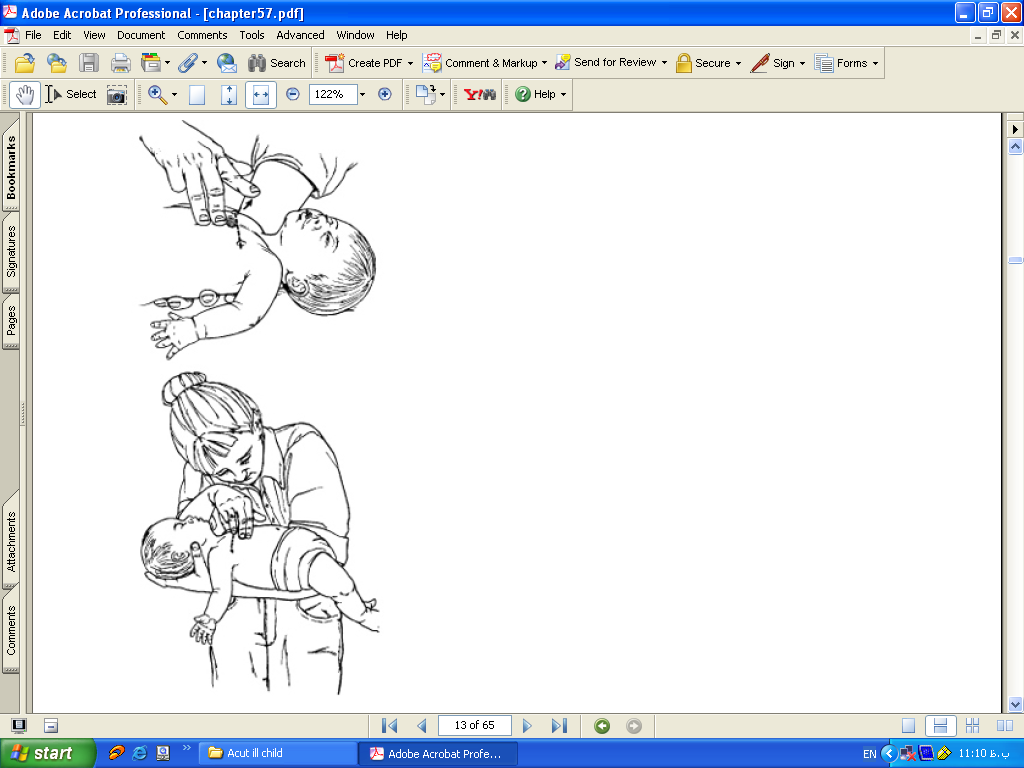 Adobe Acrobat Professional - [chapter57.pdf]
File Edit View Document Comments Tools Advanced Window Help
Search Create PDF Comment & Markup Send for Review Secure Sign Forms
Select 122% Y! Help
Bookmarks
Signatures
Pages
Attachments
Comments
13 of 65
start Acut ill child Adobe Acrobat Profe... EN 11:10 ب.ظ